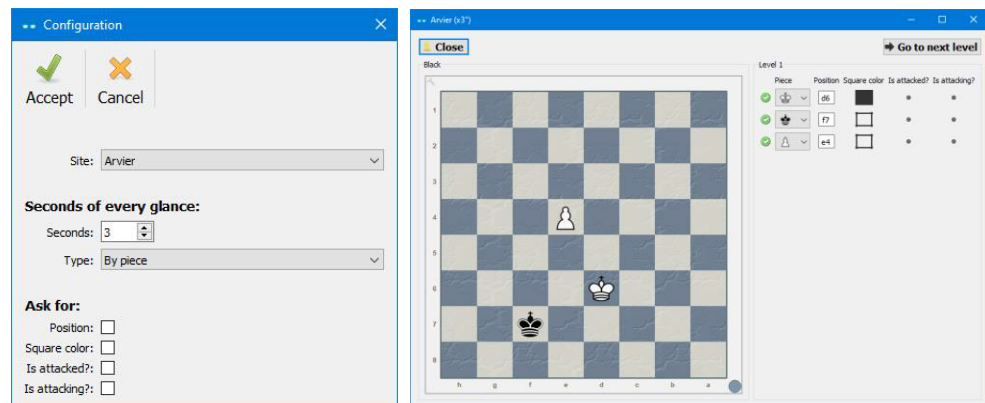 Configuration
Accept Cancel
Site: Arvier
Seconds of every glance:
Seconds: 3
Type: By piece
Ask for:
Position:
Square color:
Is attacked?:
Is attacking?:
Arvier (x3")
Close
Go to next level
Black
1
2
3
4
5
6
7
8
h g f e d c b a
Level 1
Piece Position Square color Is attacked? Is attacking?
d6
f7
e4